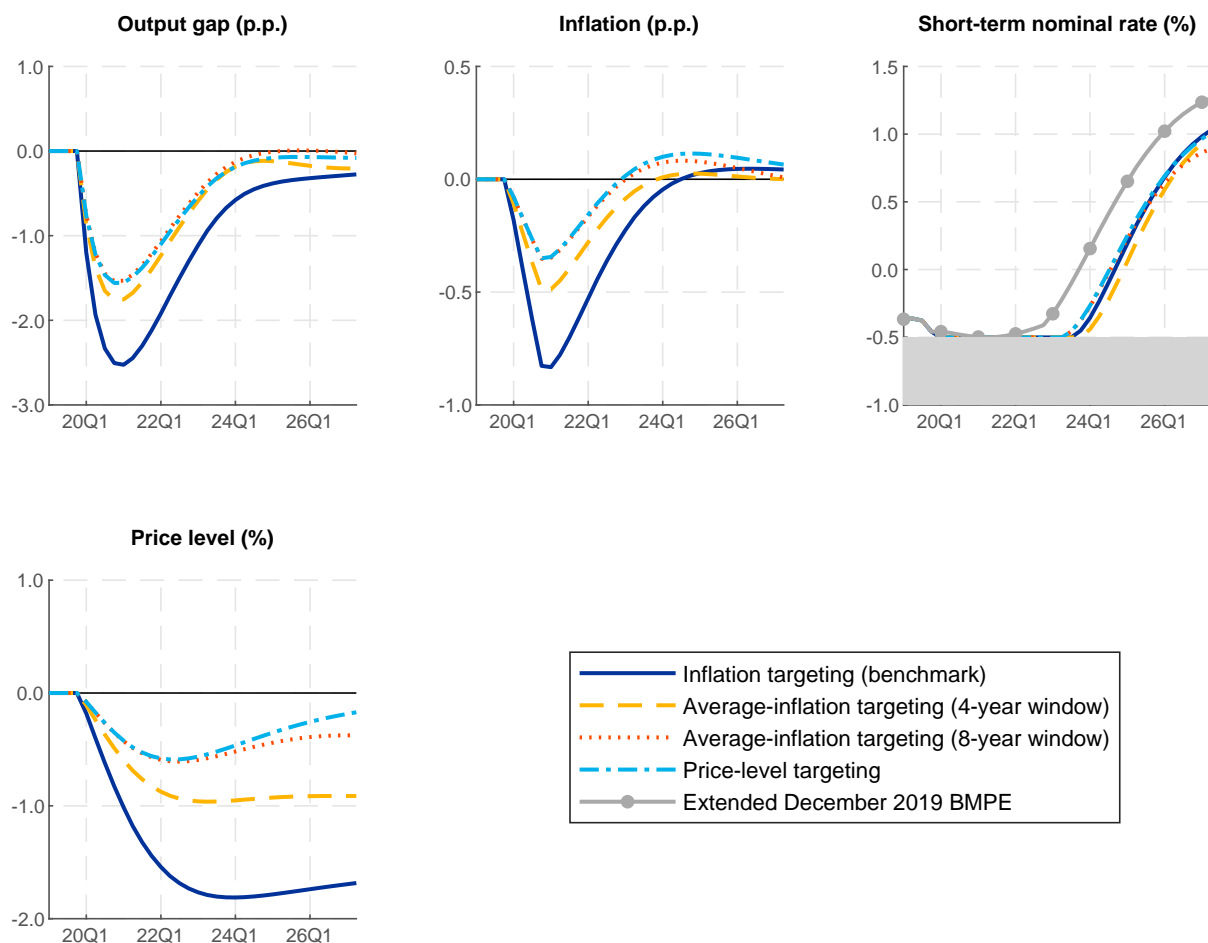 Output gap (p.p.)
1.0
0.0
-1.0
-2.0
-3.0
20Q1 22Q1 24Q1 26Q1
Inflation (p.p.)
0.5
0.0
-0.5
-1.0
20Q1 22Q1 24Q1 26Q1
Short-term nominal rate (%)
1.5
1.0
0.5
0.0
-0.5
-1.0
20Q1 22Q1 24Q1 26Q1
Price level (%)
1.0
0.0
-1.0
-2.0
20Q1 22Q1 24Q1 26Q1
Inflation targeting (benchmark)
Average-inflation targeting (4-year window)
Average-inflation targeting (8-year window)
Price-level targeting
Extended December 2019 BMPE